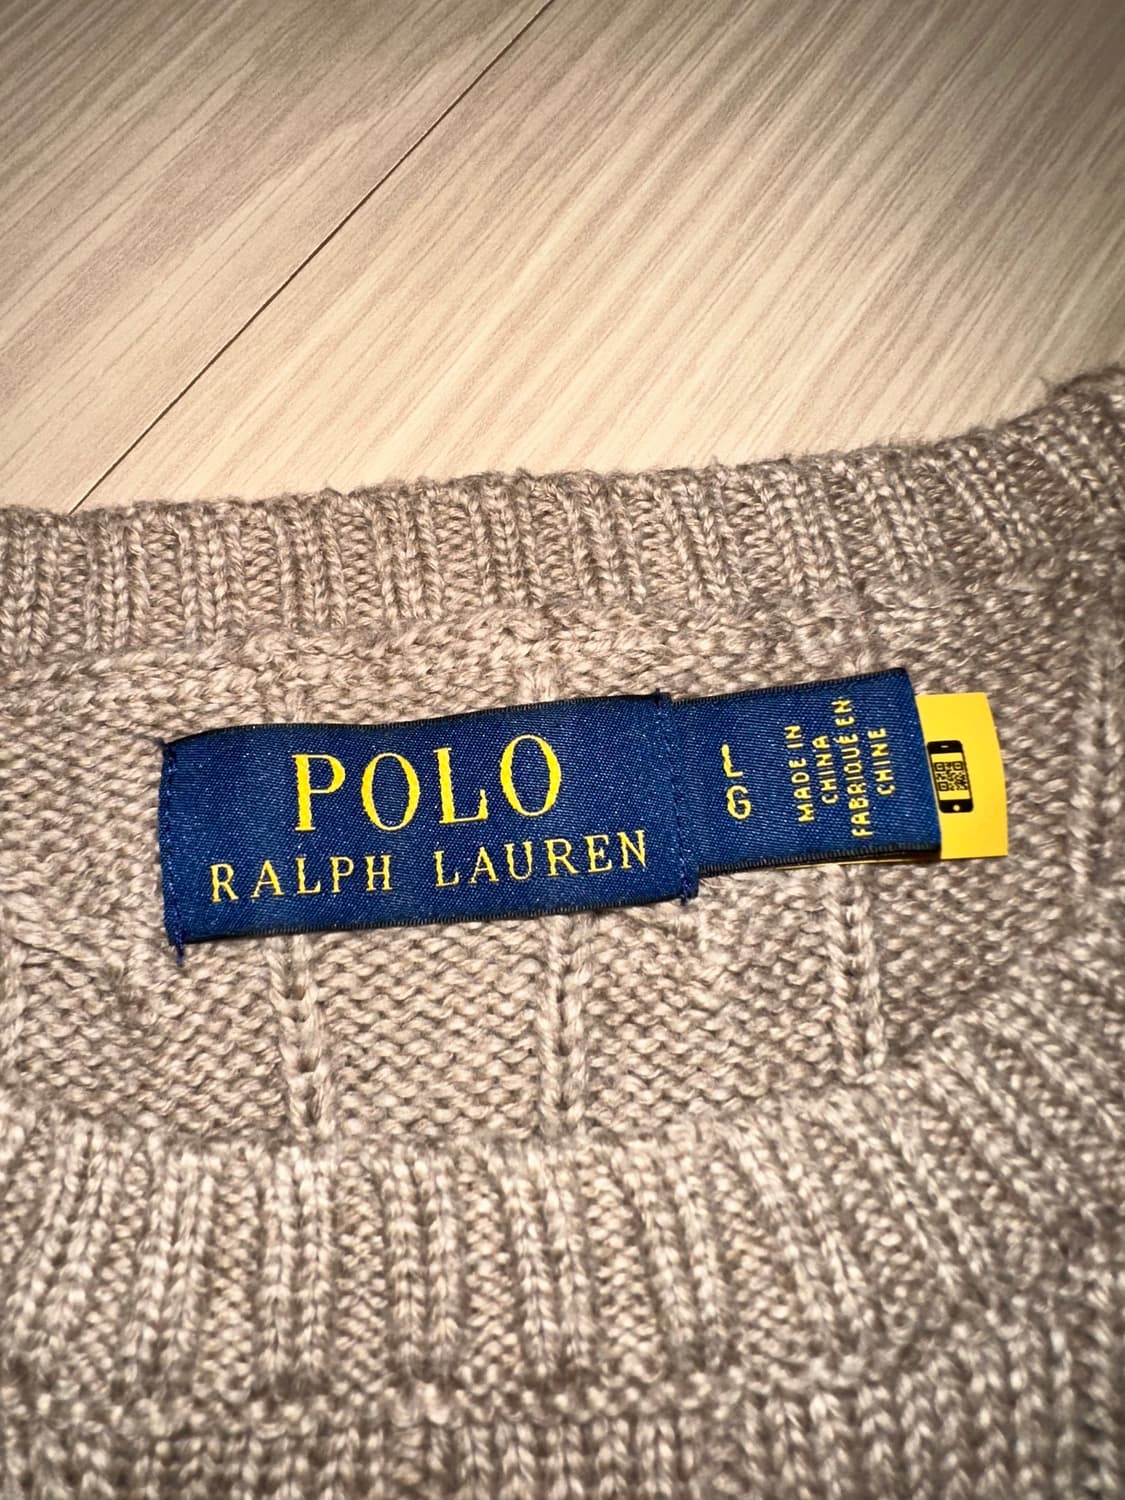 POLO
RALPH LAUREN
L
G
MADE IN
CHINA
FABRIQUÉ EN
CHINE